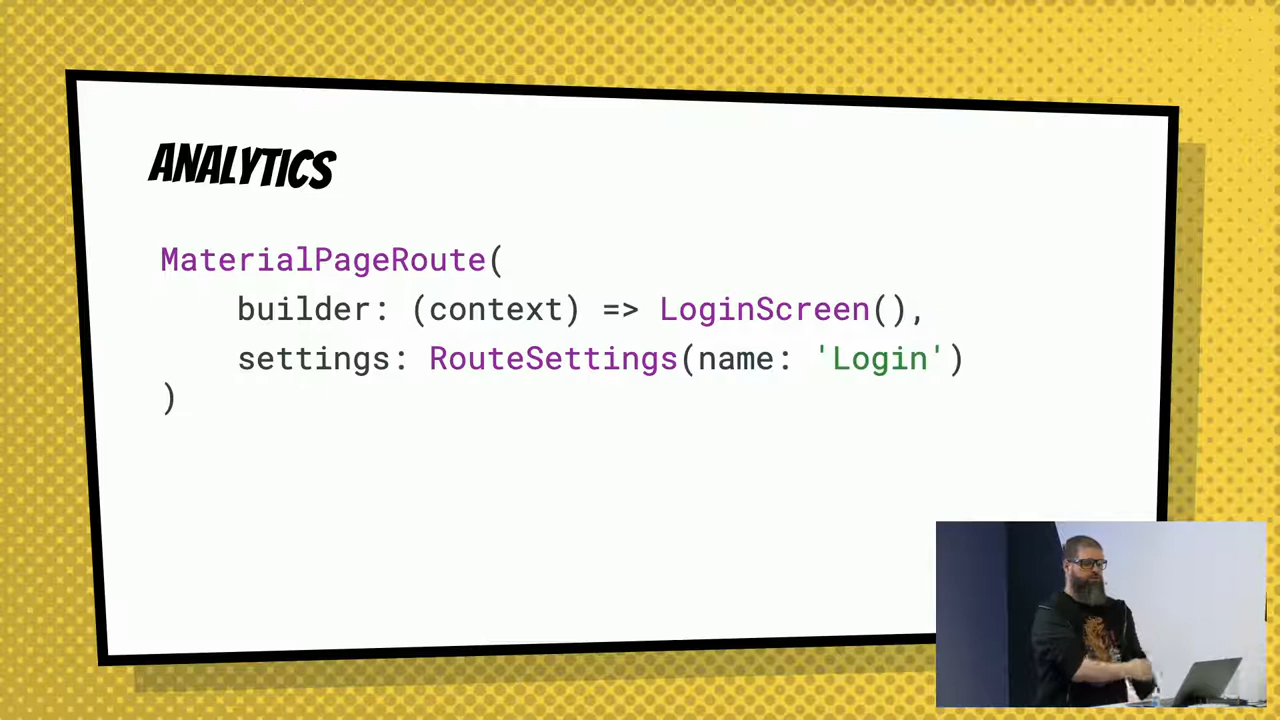 ANALYTICS
MaterialPageRoute(
    builder: (context) => LoginScreen(),
    settings: RouteSettings(name: 'Login')
)